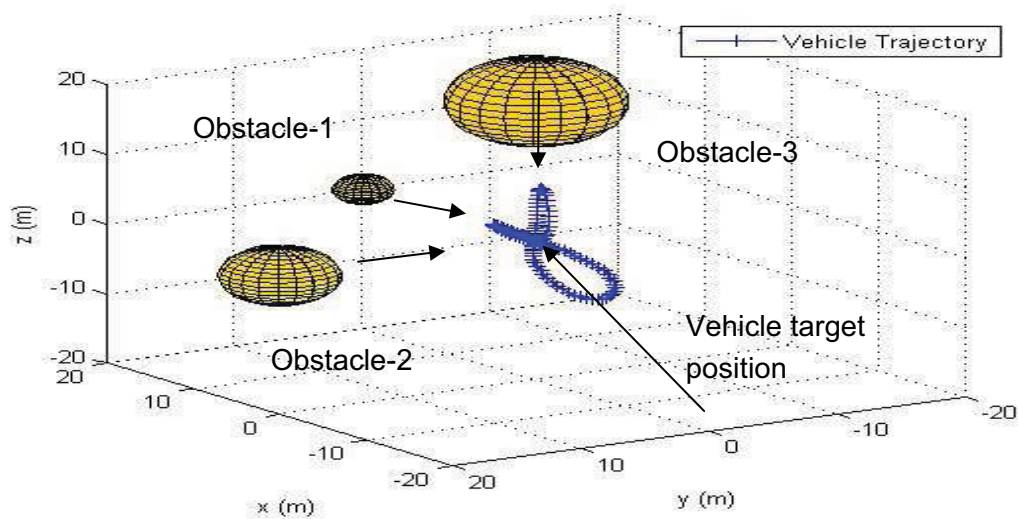 Vehicle Trajectory
20
10
0
-10
-20
z (m)
Obstacle-1
Obstacle-3
Obstacle-2
Vehicle target
position
20
10
0
-10
-20
x (m)
20
10
0
-10
-20
y (m)